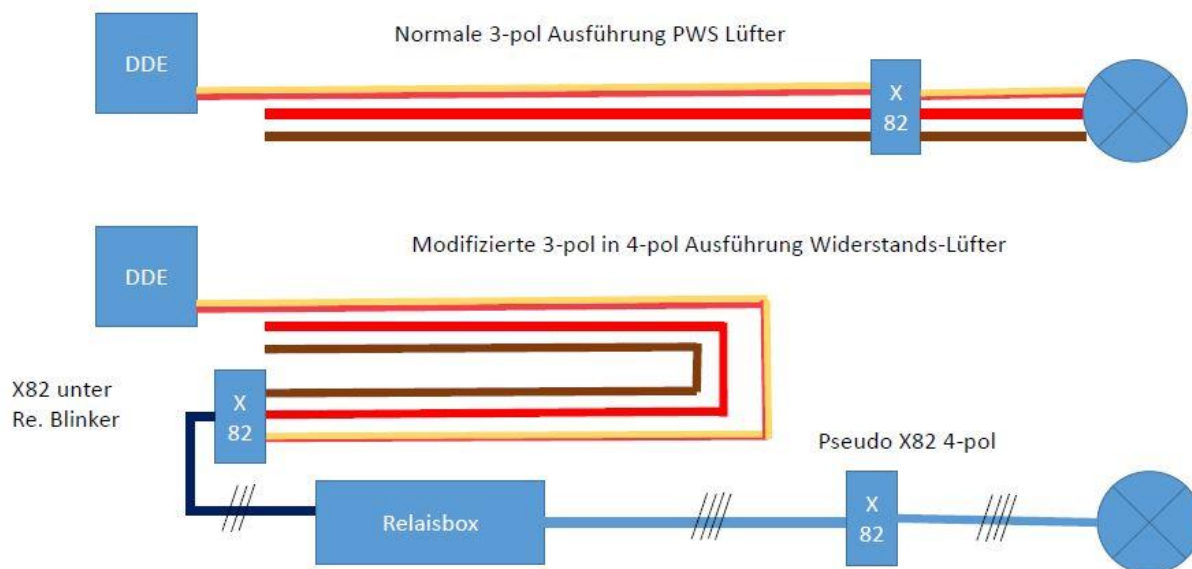 Normale 3-pol Ausführung PWS Lüfter
DDE
X
82
Modifizierte 3-pol in 4-pol Ausführung Widerstands-Lüfter
DDE
X82 unter
Re. Blinker
X
82
Pseudo X82 4-pol
Relaisbox
X
82